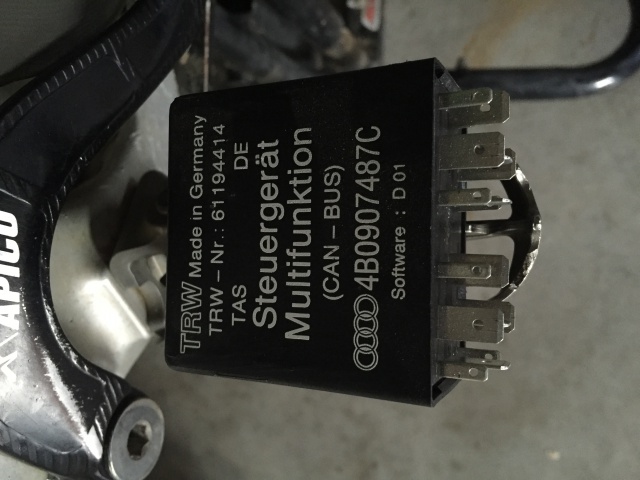 TRW Made in Germany
TRW - Nr.: 61194414
TAS DE
Steuergerät
Multifunktion
(CAN - BUS)
4B0907487C
Software : D 01
APICO